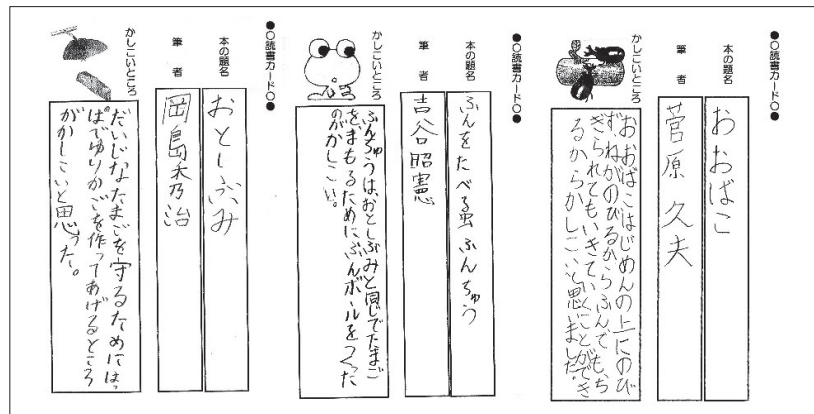 ●○読書カード○●
本の題名
おおばこ
筆者
菅原久夫
かしこいところ
おおばこはじめんの上にのび
ずねがのびるからふんでも、ち
ぎられてもいきていくことができ
るからかしこいと思いました。
●○読書カード○●
本の題名
ふんをたべる虫ふんちゅう
筆者
吉谷昭憲
かしこいところ
ふんちゅうは、おとしぶみと同じでたまご
を、まもるためにふんボールをつくった
のがかしこい。
●○読書カード○●
本の題名
おとしぶみ
筆者
岡島秀治
かしこいところ
だいじなたまごを守るためには、はっ
ぱでゆりかごを作ってあげるところ
がかしこいと思った。